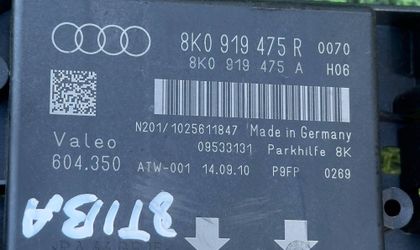 8K0 919 475 R 0070
8K0 919 475 A H06
N201/1025611847 Made in Germany
Valeo 09533131 Parkhilfe 8K
604.350 ATW-001 14.09.10 P9FP 0269